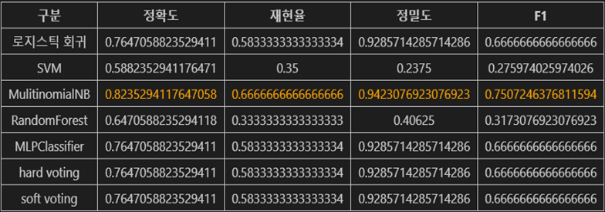 구분 정확도 재현율 정밀도 F1
로지스틱 회귀 0.7647058823529411 0.5833333333333334 0.9285714285714286 0.6666666666666666
SVM 0.5882352941176471 0.35 0.2375 0.275974025974026
MulitinomialNB 0.8235294117647058 0.6666666666666666 0.9423076923076923 0.7507246376811594
RandomForest 0.6470588235294118 0.3333333333333333 0.40625 0.3173076923076923
MLPClassifier 0.7647058823529411 0.5833333333333334 0.9285714285714286 0.6666666666666666
hard voting 0.7647058823529411 0.5833333333333334 0.9285714285714286 0.6666666666666666
soft voting 0.7647058823529411 0.5833333333333334 0.9285714285714286 0.6666666666666666